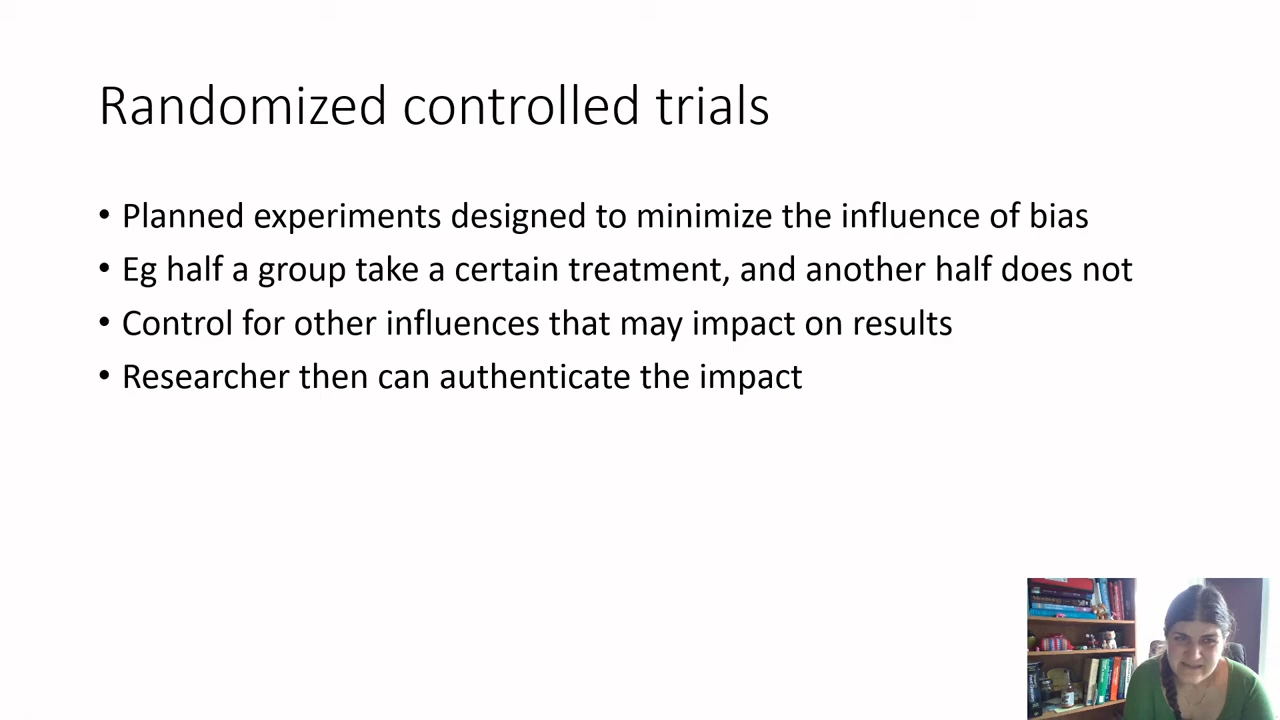 Randomized controlled trials
• Planned experiments designed to minimize the influence of bias
• Eg half a group take a certain treatment, and another half does not
• Control for other influences that may impact on results
• Researcher then can authenticate the impact